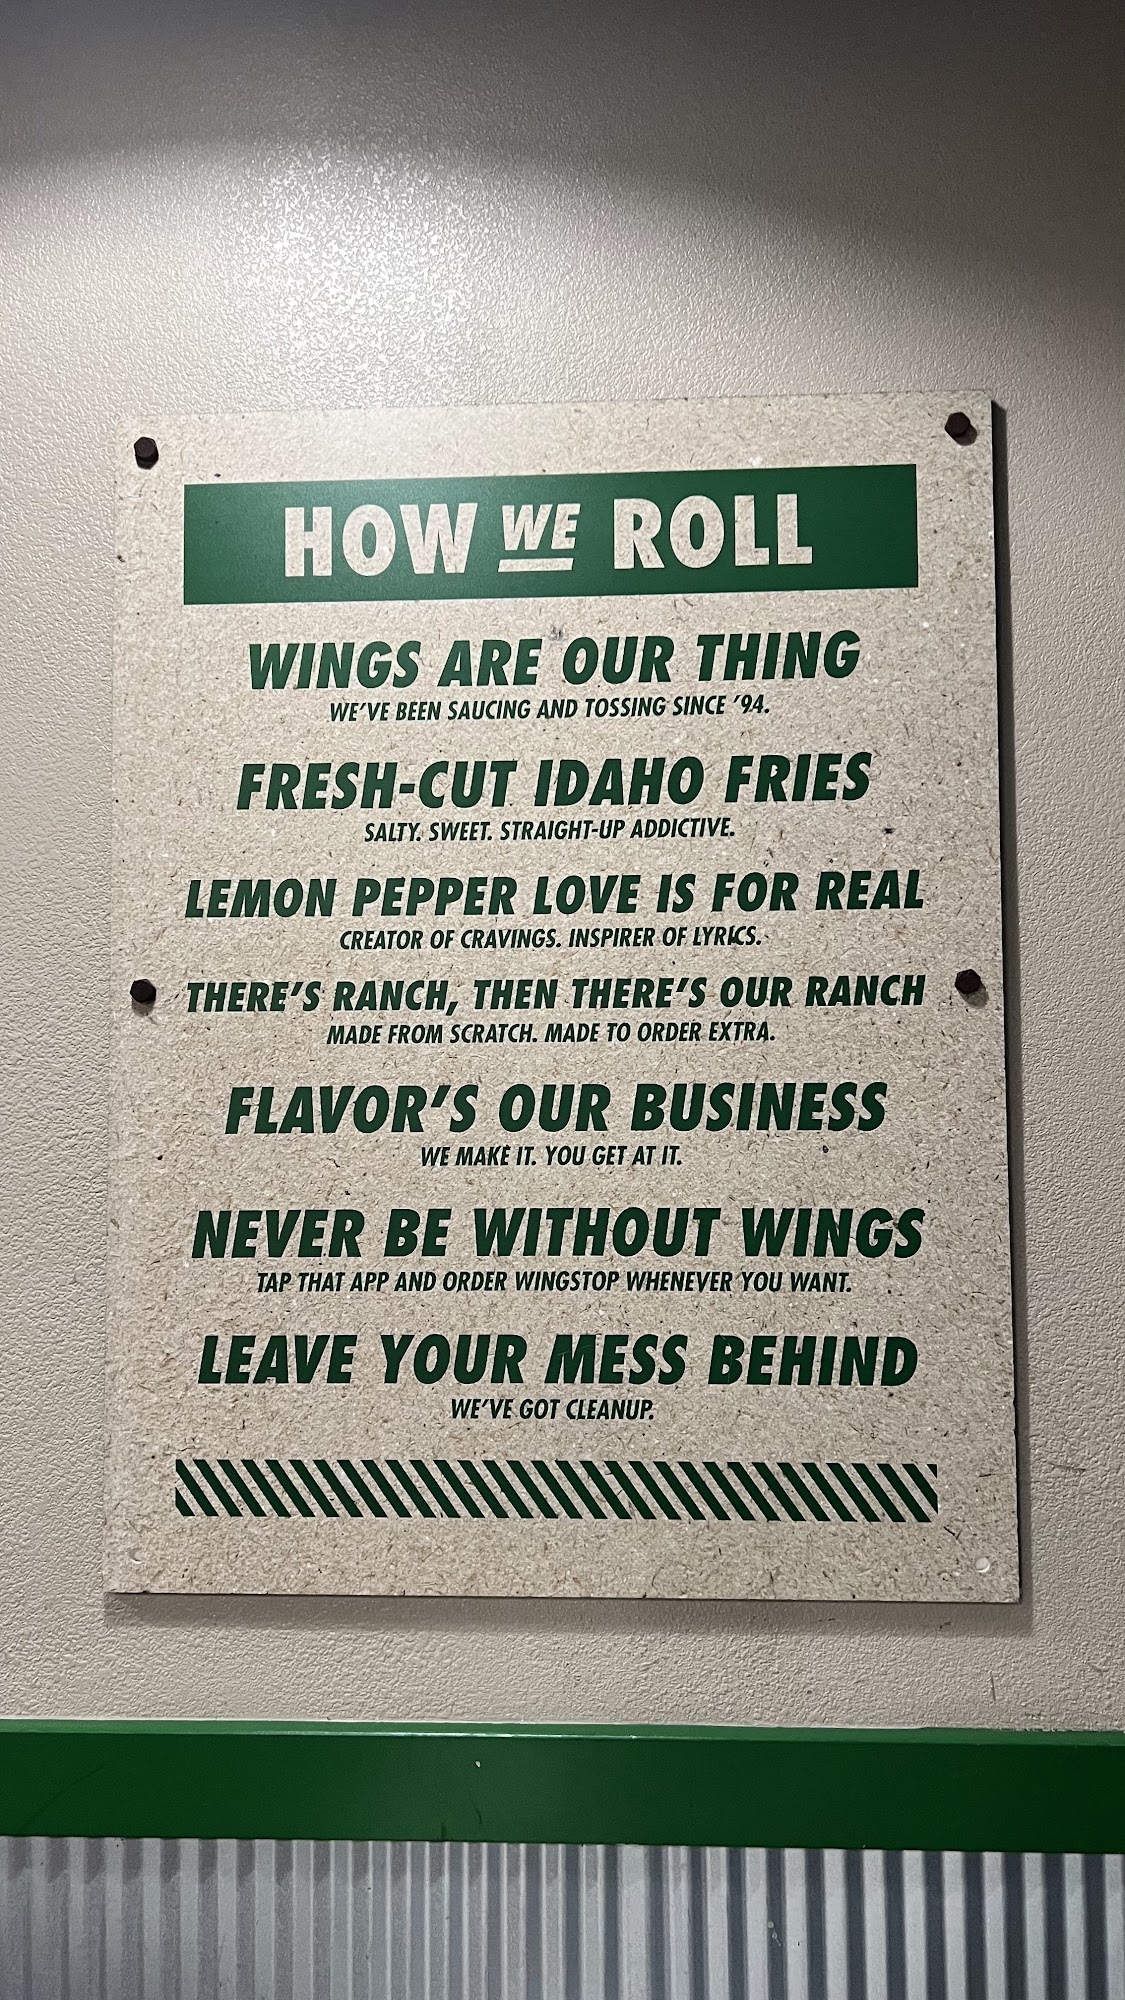 HOW WE ROLL
WINGS ARE OUR THING
WE'VE BEEN SAUCING AND TOSSING SINCE '94.
FRESH-CUT IDAHO FRIES
SALTY. SWEET. STRAIGHT-UP ADDICTIVE.
LEMON PEPPER LOVE IS FOR REAL
CREATOR OF CRAVINGS. INSPIRER OF LYRICS.
THERE'S RANCH, THEN THERE'S OUR RANCH
MADE FROM SCRATCH. MADE TO ORDER EXTRA.
FLAVOR'S OUR BUSINESS
WE MAKE IT. YOU GET AT IT.
NEVER BE WITHOUT WINGS
TAP THAT APP AND ORDER WINGSTOP WHENEVER YOU WANT.
LEAVE YOUR MESS BEHIND
WE'VE GOT CLEANUP.